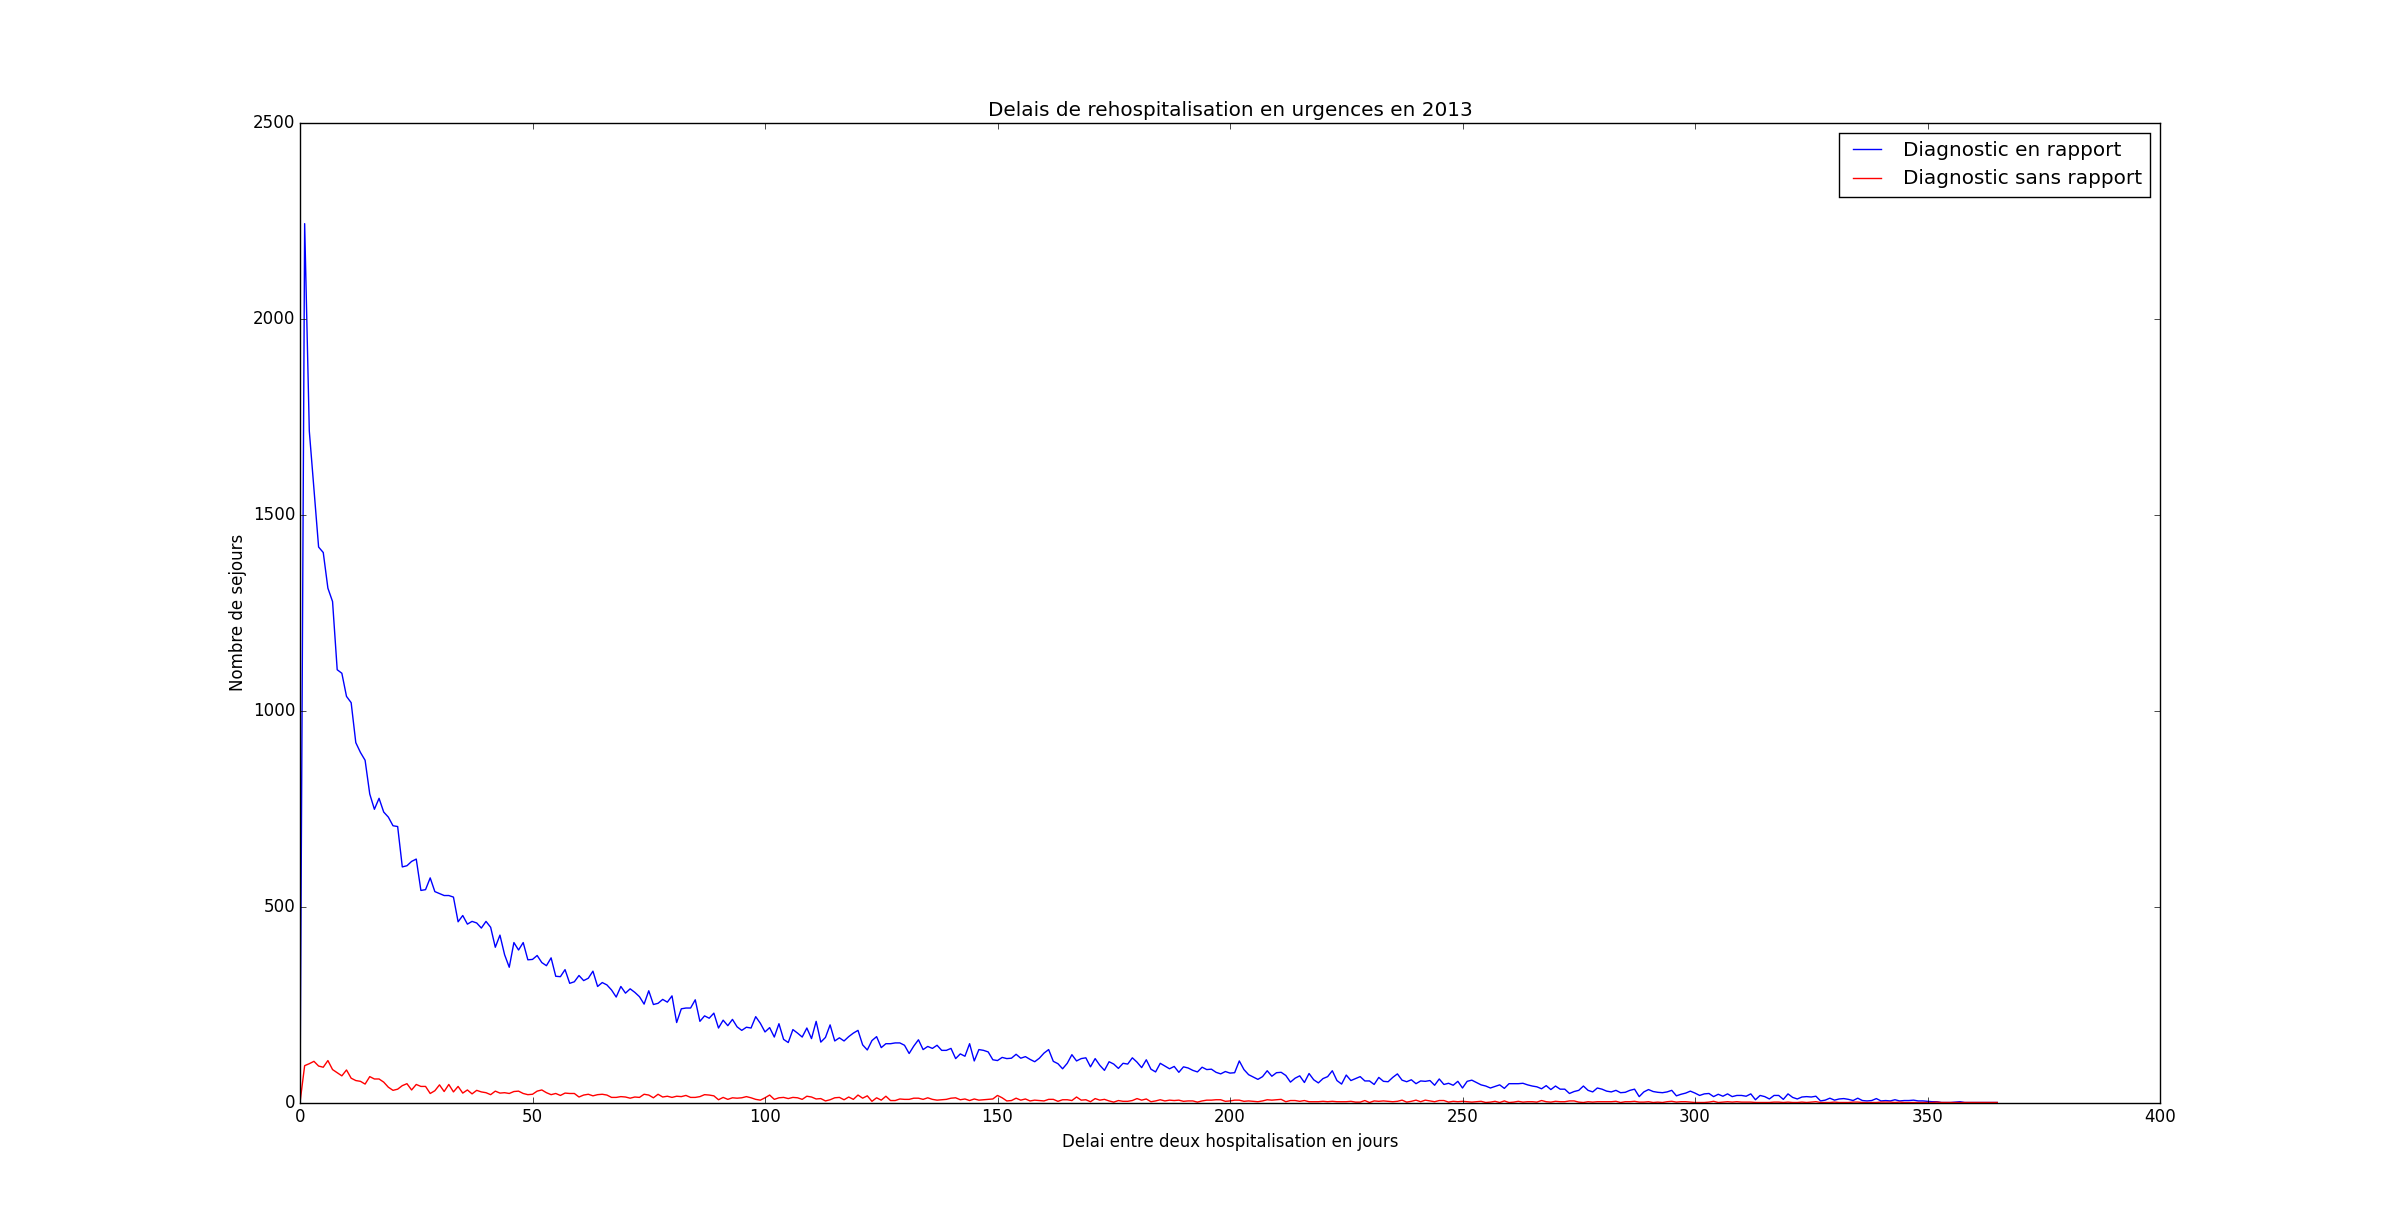 Delais de rehospitalisation en urgences en 2013
2500
2000
1500
1000
500
0
Nombre de sejours
Diagnostic en rapport
Diagnostic sans rapport
0 50 100 150 200 250 300 350 400
Delai entre deux hospitalisation en jours